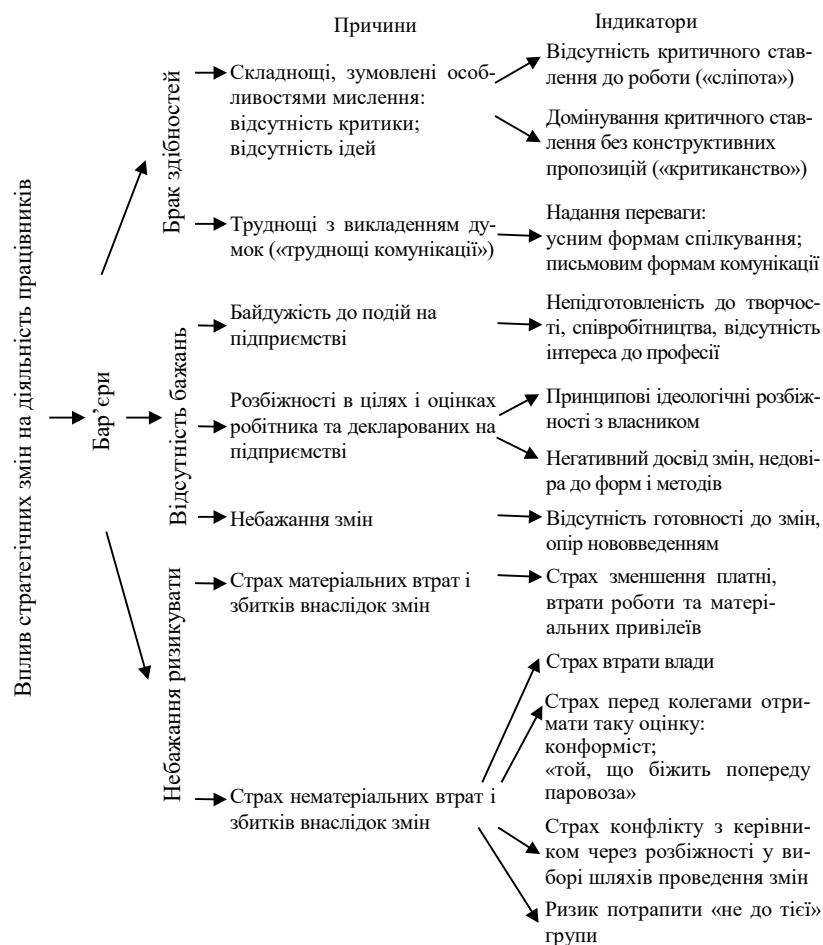 Причини
Індикатори
Вплив стратегічних змін на діяльність працівників
Бар’єри
Брак здібностей
Складнощі, зумовлені особ-
ливостями мислення:
відсутність критики;
відсутність ідей
Відсутність критичного став-
лення до роботи («сліпота»)
Домінування критичного став-
лення без конструктивних
пропозицій («критиканство»)
Труднощі з викладенням ду-
мок («труднощі комунікації»)
Надання переваги:
усним формам спілкування;
письмовим формам комунікації
Відсутність бажань
Байдужість до подій на
підприємстві
Непідготовленість до творчос-
ті, співробітництва, відсутність
інтереса до професії
Розбіжності в цілях і оцінках
робітника та декларованих на
підприємстві
Принципові ідеологічні розбіж-
ності з власником
Негативний досвід змін, недові-
ра до форм і методів
Небажання змін
Відсутність готовності до змін,
опір нововведенням
Небажання ризикувати
Страх матеріальних втрат і
збитків внаслідок змін
Страх зменшення платні,
втрати роботи та матері-
альних привілеїв
Страх нематеріальних втрат і
збитків внаслідок змін
Страх втрати влади
Страх перед колегами отри-
мати таку оцінку:
конформіст;
«той, що біжить попереду
паровоза»
Страх конфлікту з керівни-
ком через розбіжності у ви-
борі шляхів проведення змін
Ризик потрапити «не до тієї»
групи